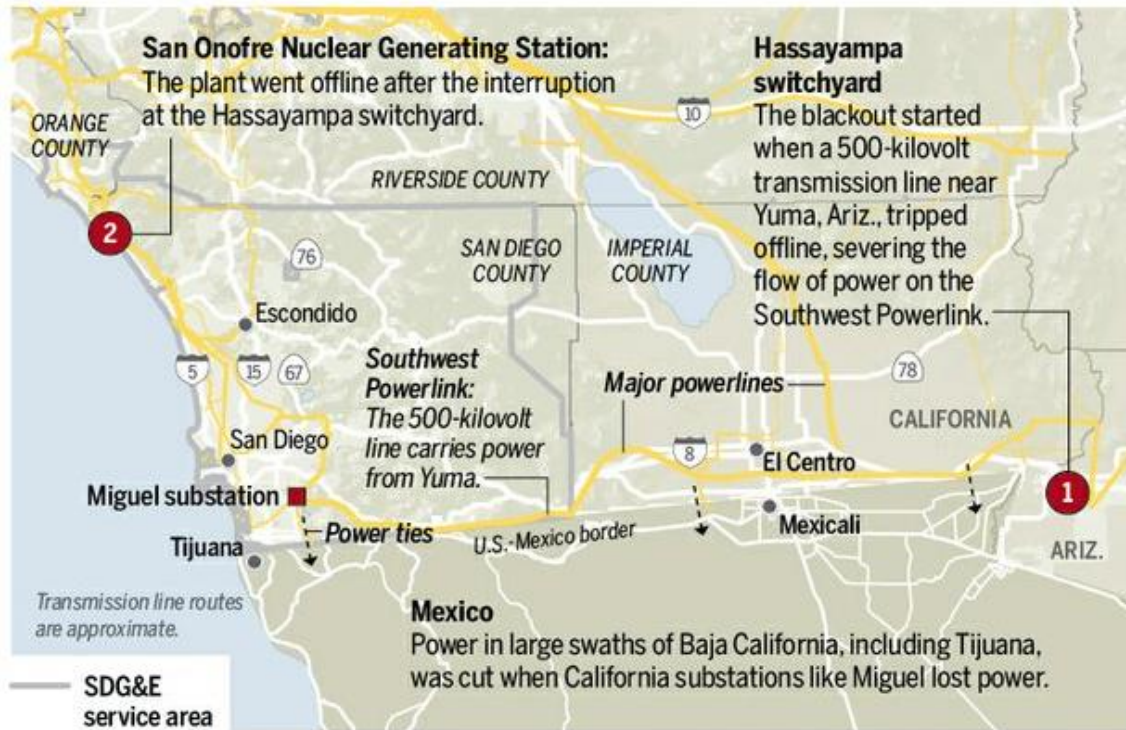 San Onofre Nuclear Generating Station:
The plant went offline after the interruption
at the Hassayampa switchyard.
Hassayampa
switchyard
The blackout started
when a 500-kilovolt
transmission line near
Yuma, Ariz., tripped
offline, severing the
flow of power on the
Southwest Powerlink.
10
ORANGE
COUNTY
RIVERSIDE COUNTY
2
76
SAN DIEGO
COUNTY
IMPERIAL
COUNTY
Escondido
5
15
67
Southwest
Powerlink:
The 500-kilovolt
line carries power
from Yuma.
Major powerlines
78
CALIFORNIA
San Diego
8
El Centro
Miguel substation
1
Power ties
U.S.-Mexico border
Mexicali
Tijuana
ARIZ.
Transmission line routes
are approximate.
Mexico
Power in large swaths of Baja California, including Tijuana,
was cut when California substations like Miguel lost power.
SDG&E
service area